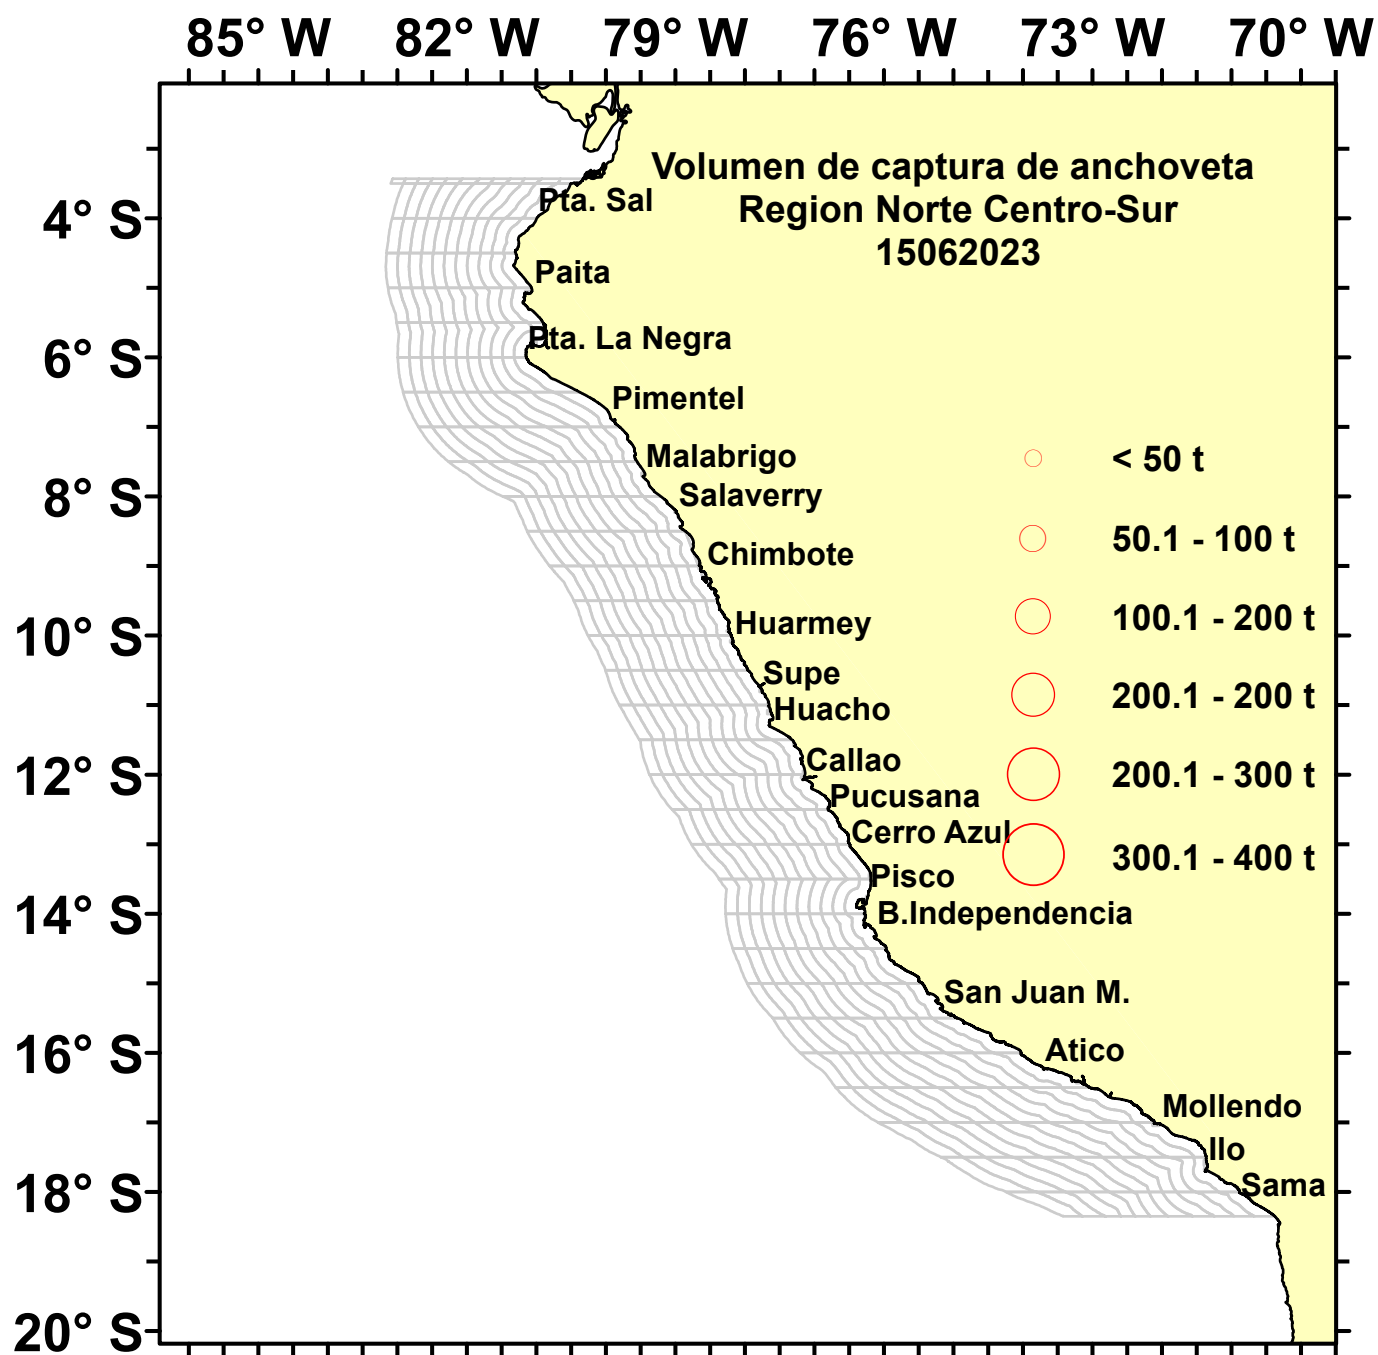 85° W 82° W 79° W 76° W 73° W 70° W
Volumen de captura de anchoveta
Region Norte Centro-Sur
15062023
4° S
6° S
8° S
10° S
12° S
14° S
16° S
18° S
20° S
Pta. Sal
Paita
Pta. La Negra
Pimentel
Malabrigo
Salaverry
Chimbote
Huarmey
Supe
Huacho
Callao
Pucusana
Cerro Azul
Pisco
B.Independencia
San Juan M.
Atico
Mollendo
Ilo
Sama
< 50 t
50.1 - 100 t
100.1 - 200 t
200.1 - 200 t
200.1 - 300 t
300.1 - 400 t